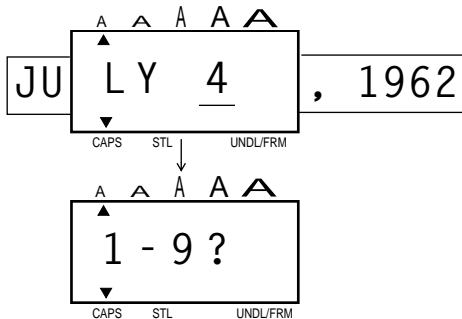 A A A A A
JU LY 4 , 1962
CAPS STL UNDL/FRM
A A A A A
1 - 9 ?
CAPS STL UNDL/FRM